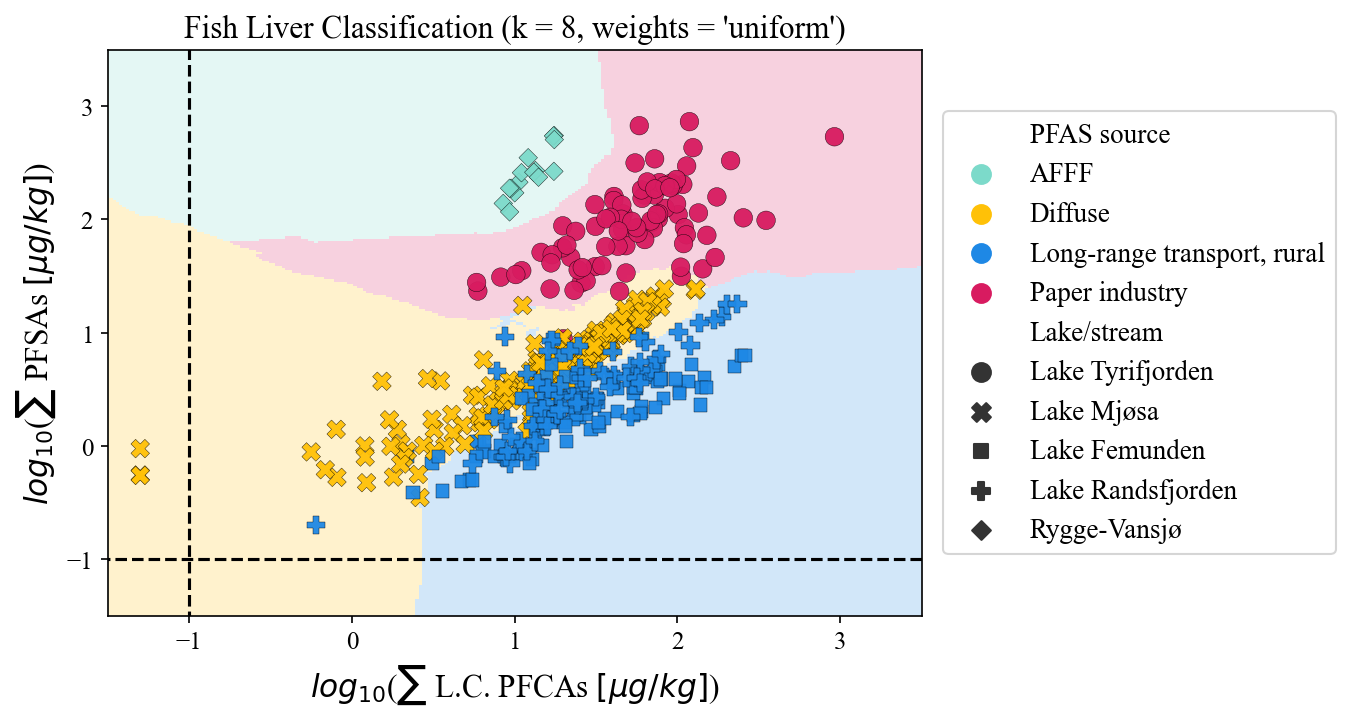 Fish Liver Classification (k = 8, weights = 'uniform')
3
2
1
0
−1
−1
0
1
2
3
log₁₀(∑ PFSAs [µg/kg])
log₁₀(∑ L.C. PFCAs [µg/kg])
PFAS source
AFFF
Diffuse
Long-range transport, rural
Paper industry
Lake/stream
Lake Tyrifjorden
Lake Mjøsa
Lake Femunden
Lake Randsfjorden
Rygge-Vansjø